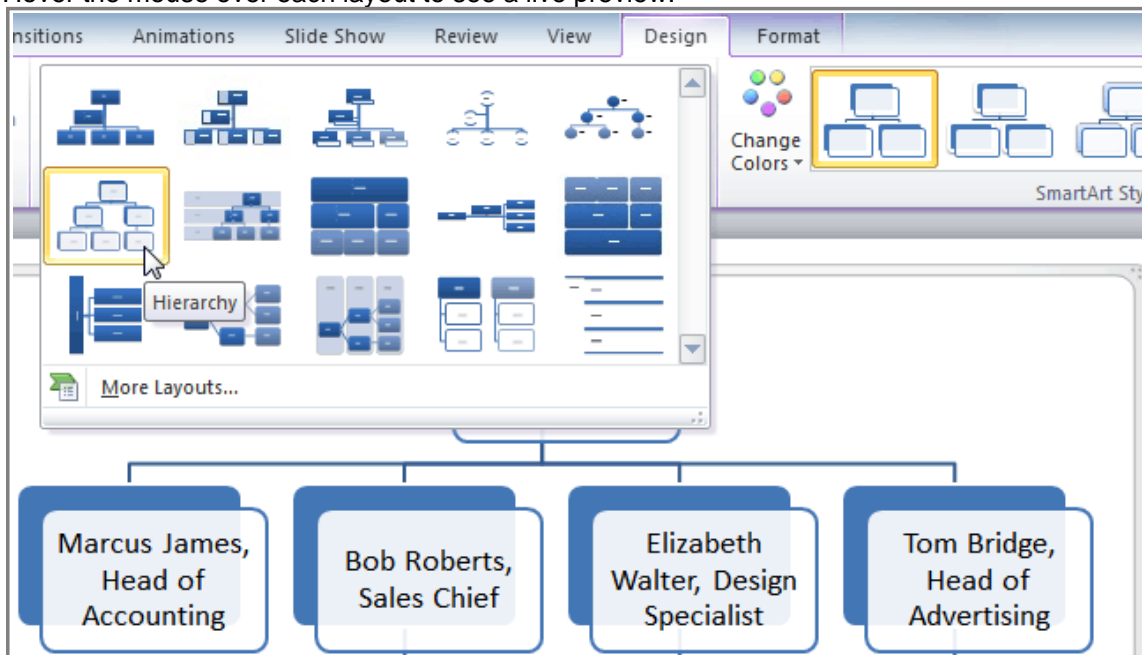 Hover the mouse over each layout to see a live preview.
nsitions Animations Slide Show Review View Design Format
Change
Colors
SmartArt Sty
Hierarchy
More Layouts...
Marcus James,
Head of
Accounting
Bob Roberts,
Sales Chief
Elizabeth
Walter, Design
Specialist
Tom Bridge,
Head of
Advertising